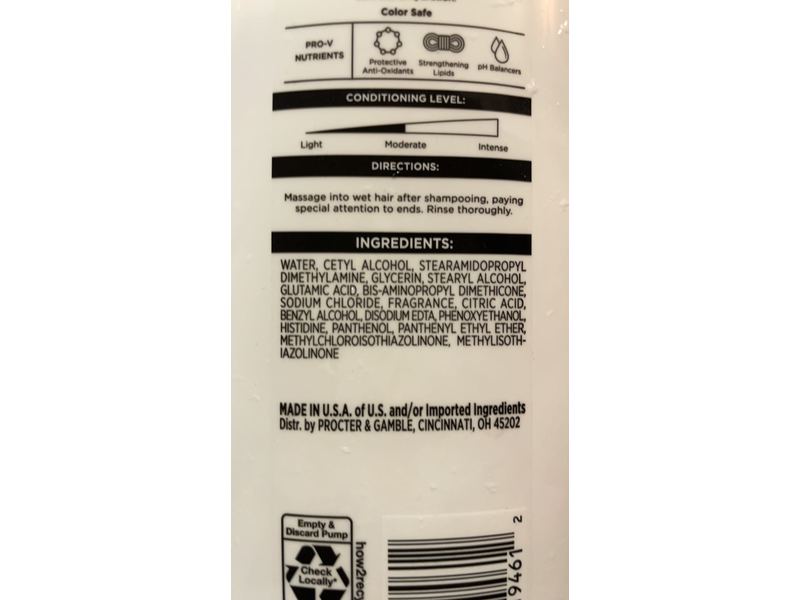 Color Safe
PRO-V
NUTRIENTS
Protective
Anti-Oxidants
Strengthening
Lipids
pH Balancers
CONDITIONING LEVEL:
Light Moderate Intense
DIRECTIONS:
Massage into wet hair after shampooing, paying
special attention to ends. Rinse thoroughly.
INGREDIENTS:
WATER, CETYL ALCOHOL, STEARAMIDOPROPYL
DIMETHYLAMINE, GLYCERIN, STEARYL ALCOHOL,
GLUTAMIC ACID, BIS-AMINOPROPYL DIMETHICONE,
SODIUM CHLORIDE, FRAGRANCE, CITRIC ACID,
BENZYL ALCOHOL, DISODIUM EDTA, PHENOXYETHANOL,
HISTIDINE, PANTHENOL, PANTHENYL ETHYL ETHER,
METHYLCHLOROISOTHIAZOLINONE, METHYLISOTH-
IAZOLINONE
MADE IN U.S.A. of U.S. and/or Imported Ingredients
Distr. by PROCTER & GAMBLE, CINCINNATI, OH 45202
Empty &
Discard Pump
Check
Locally*
how2recy
9461 2